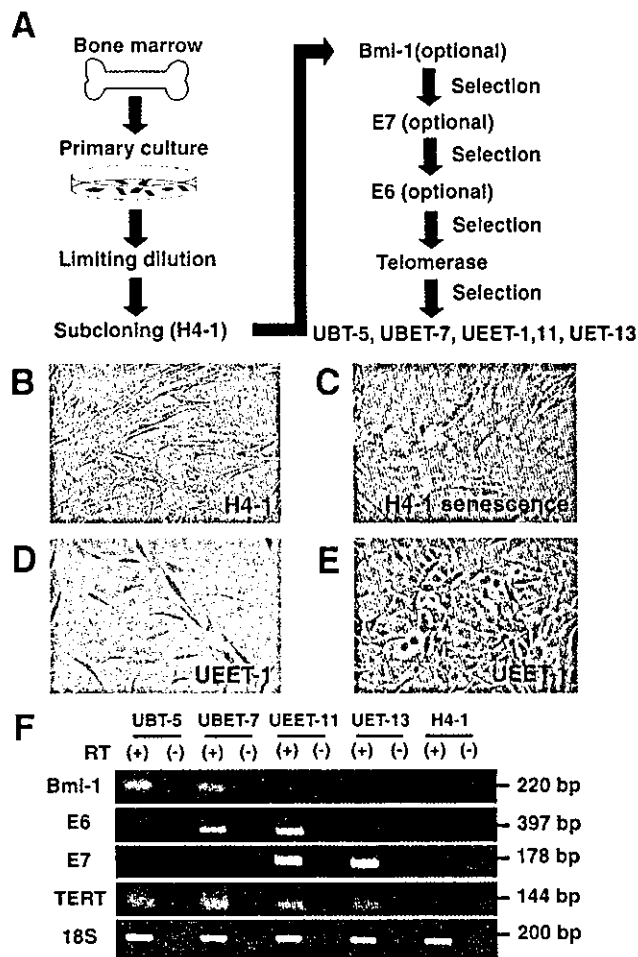 A
Bone marrow
Primary culture
Limiting dilution
Subcloning (H4-1)
Bmi-1(optional)
Selection
E7 (optional)
Selection
E6 (optional)
Selection
Telomerase
Selection
UBT-5, UBET-7, UEET-1,11, UET-13
B
H4-1
C
H4-1 senescence
D
UEET-1
E
UEET-1
F
UBT-5 UBET-7 UEET-11 UET-13 H4-1
RT (+) (-) (+) (-) (+) (-) (+) (-) (+) (-)
Bmi-1 220 bp
E6 397 bp
E7 178 bp
TERT 144 bp
18S 200 bp